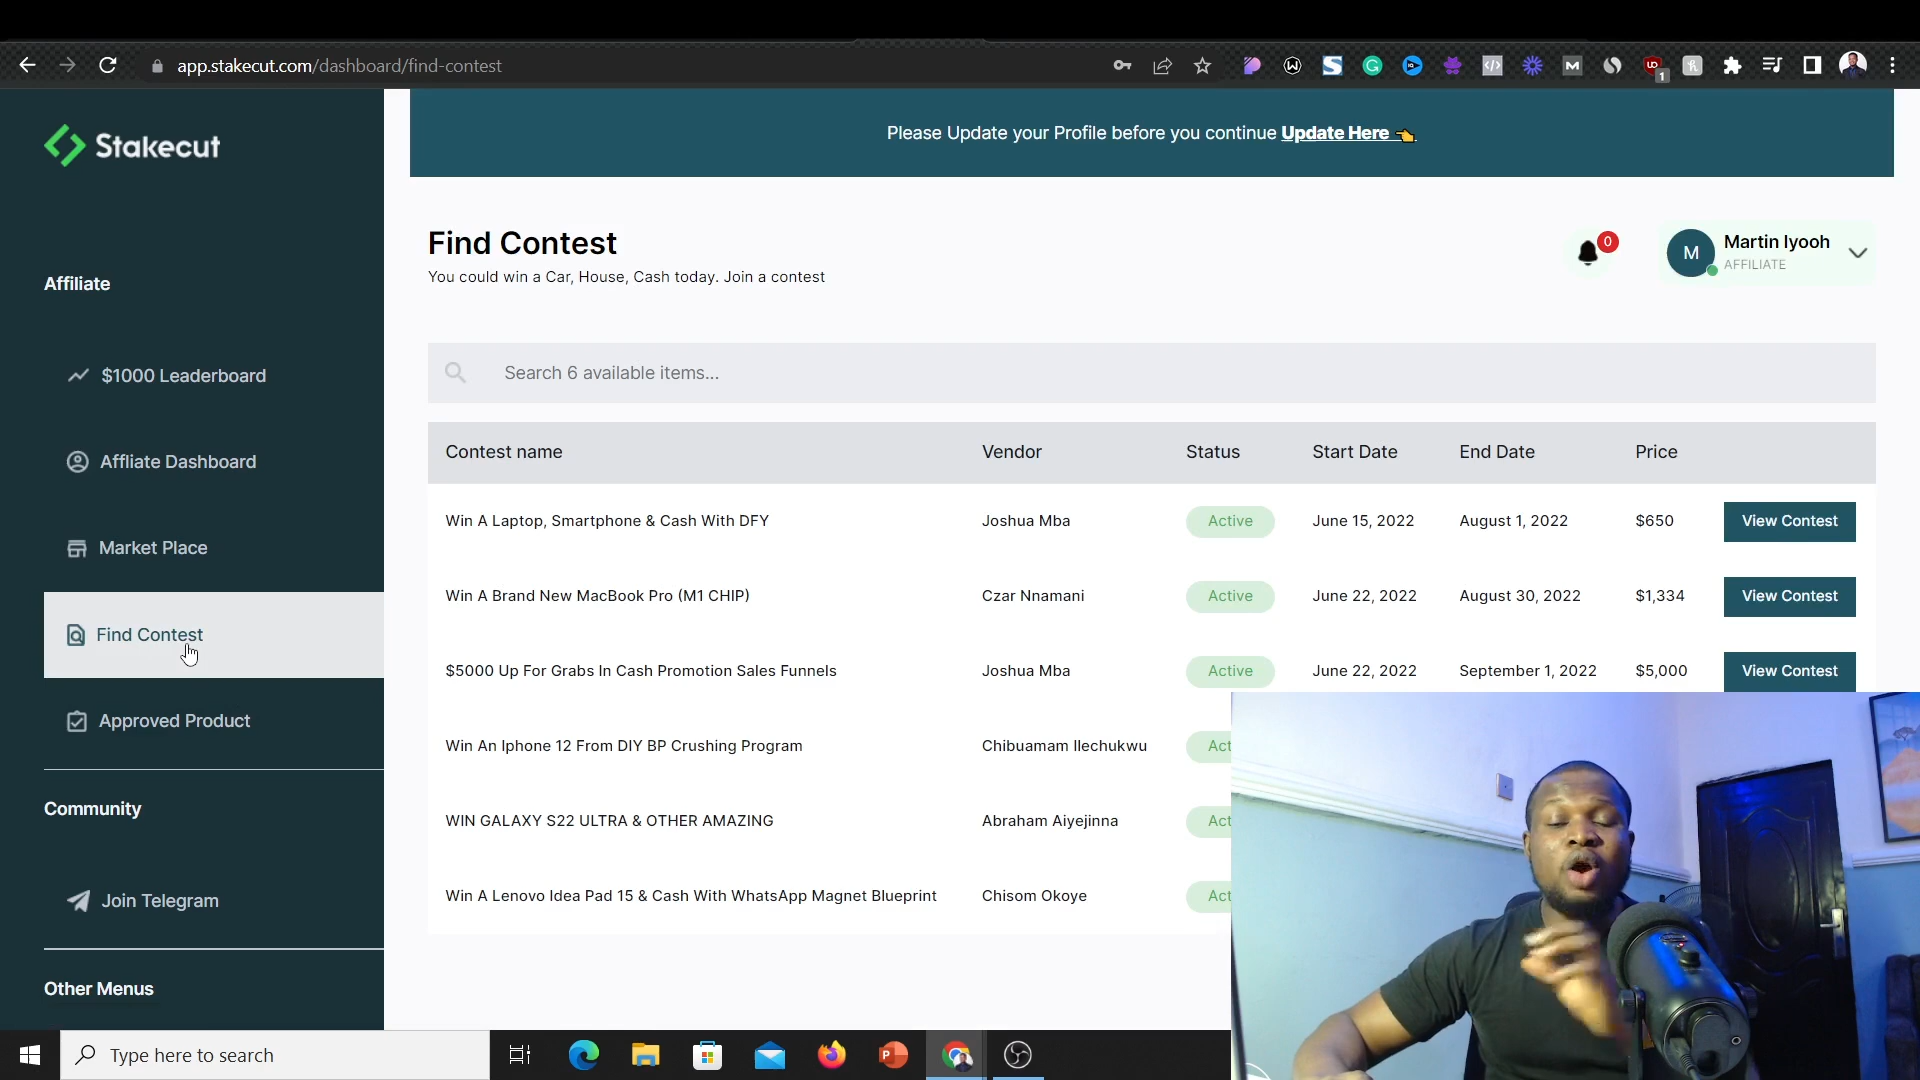 app.stakecut.com/dashboard/find-contest
1
Stakecut
Please Update your Profile before you continue Update Here
Find Contest
You could win a Car, House, Cash today. Join a contest
0
M
Martin Iyooh
AFFILIATE
Affiliate
$1000 Leaderboard
Affliate Dashboard
Market Place
Find Contest
Approved Product
Community
Join Telegram
Other Menus
Search 6 available items...
Contest name Vendor Status Start Date End Date Price
Win A Laptop, Smartphone & Cash With DFY Joshua Mba Active June 15, 2022 August 1, 2022 $650 View Contest
Win A Brand New MacBook Pro (M1 CHIP) Czar Nnamani Active June 22, 2022 August 30, 2022 $1,334 View Contest
$5000 Up For Grabs In Cash Promotion Sales Funnels Joshua Mba Active June 22, 2022 September 1, 2022 $5,000 View Contest
Win An Iphone 12 From DIY BP Crushing Program Chibuamam Ilechukwu Act
WIN GALAXY S22 ULTRA & OTHER AMAZING Abraham Aiyejinna Act
Win A Lenovo Idea Pad 15 & Cash With WhatsApp Magnet Blueprint Chisom Okoye Act
Type here to search